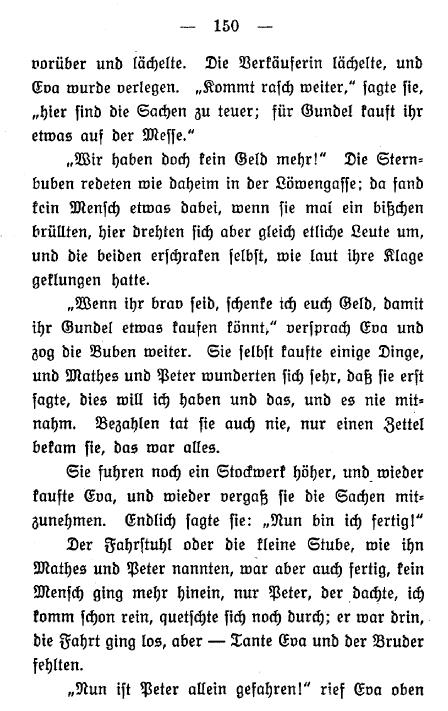 — 150 —
vorüber und lächelte. Die Verkäuferin lächelte, und
Eva wurde verlegen. „Kommt rasch weiter,“ sagte sie,
„hier sind die Sachen zu teuer; für Gundel kauft ihr
etwas auf der Messe.“
„Wir haben doch kein Geld mehr!“ Die Stern-
buben redeten wie daheim in der Löwengasse; da fand
kein Mensch etwas dabei, wenn sie mal ein bißchen
brüllten, hier drehten sich aber gleich etliche Leute um,
und die beiden erschraken selbst, wie laut ihre Klage
geklungen hatte.
„Wenn ihr brav seid, schenke ich euch Geld, damit
ihr Gundel etwas kaufen könnt,“ versprach Eva und
zog die Buben weiter. Sie selbst kaufte einige Dinge,
und Mathes und Peter wunderten sich sehr, daß sie erst
sagte, dies will ich haben und das, und es nie mit-
nahm. Bezahlen tat sie auch nie, nur einen Zettel
bekam sie, das war alles.
Sie fuhren noch ein Stockwerk höher, und wieder
kaufte Eva, und wieder vergaß sie die Sachen mit-
zunehmen. Endlich sagte sie: „Nun bin ich fertig!“
Der Fahrstuhl oder die kleine Stube, wie ihn
Mathes und Peter nannten, war aber auch fertig, kein
Mensch ging mehr hinein, nur Peter, der dachte, ich
komm schon rein, quetschte sich noch durch; er war drin,
die Fahrt ging los, aber — Tante Eva und der Bruder
fehlten.
„Nun ist Peter allein gefahren!“ rief Eva oben